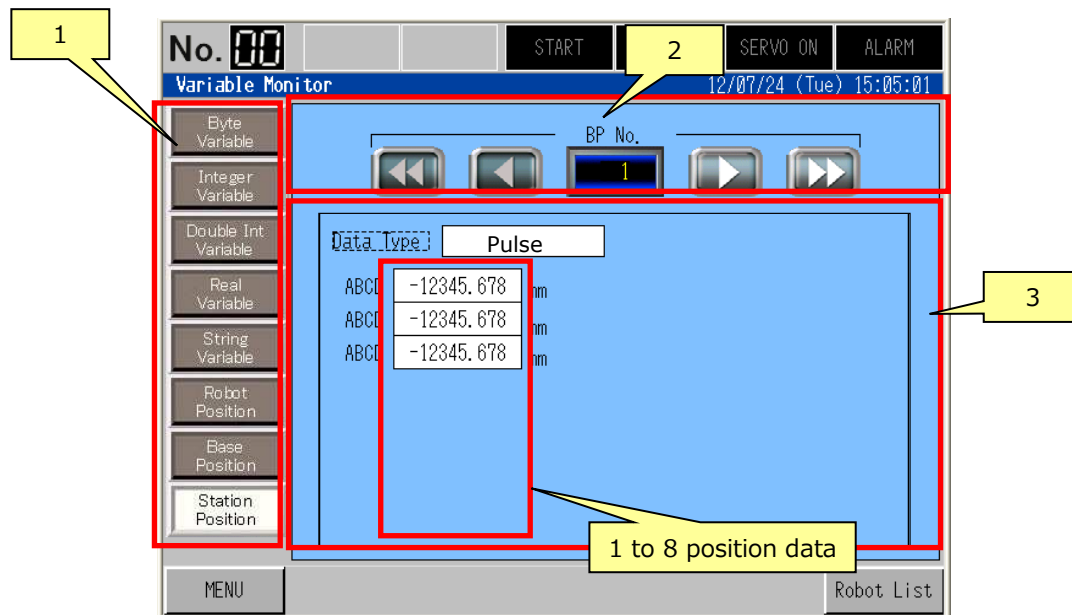 1
No. 00
START
2
SERVO ON
ALARM
Variable Monitor
12/07/24 (Tue) 15:05:01
Byte
Variable
BP No.
1
Integer
Variable
Double Int
Variable
Data Type
Pulse
Real
Variable
ABCD
-12345.678
mm
3
String
Variable
ABCD
-12345.678
mm
ABCD
-12345.678
mm
Robot
Position
Base
Position
Station
Position
1 to 8 position data
MENU
Robot List